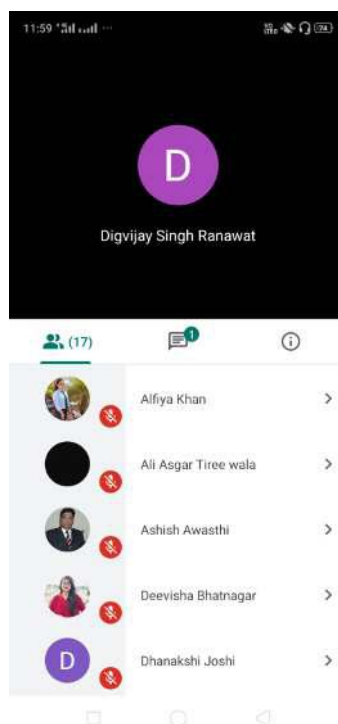 11:59
74
D
Digvijay Singh Ranawat
(17)
1
Alfiya Khan
Ali Asgar Tiree wala
Ashish Awasthi
Deevisha Bhatnagar
D
Dhanakshi Joshi